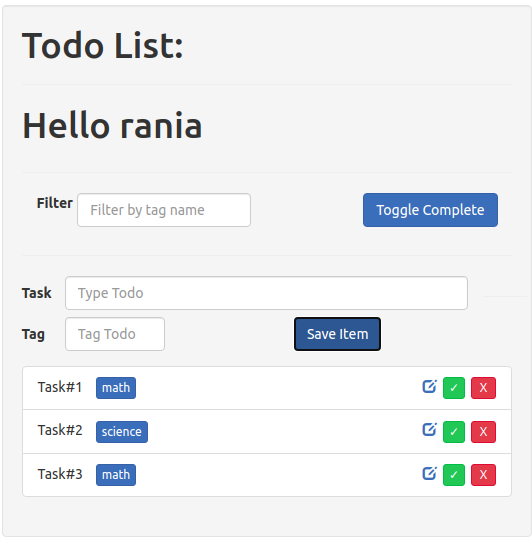 Todo List:
Hello rania
Filter Filter by tag name Toggle Complete
Task Type Todo
Tag Tag Todo Save Item
Task#1 math ✓ X
Task#2 science ✓ X
Task#3 math ✓ X